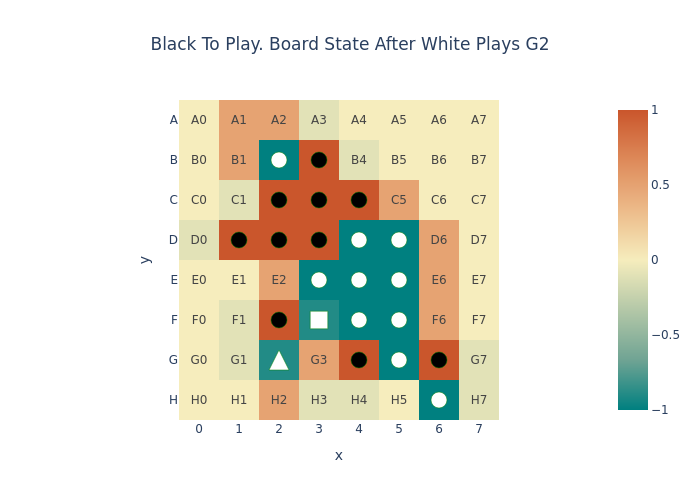 Black To Play. Board State After White Plays G2
A A0 A1 A2 A3 A4 A5 A6 A7
B B0 B1 B4 B5 B6 B7
C C0 C1 C5 C6 C7
D D0 D6 D7
E E0 E1 E2 E6 E7
F F0 F1 F6 F7
G G0 G1 G3 G7
H H0 H1 H2 H3 H4 H5 H7
0 1 2 3 4 5 6 7
x
y
1
0.5
0
−0.5
−1